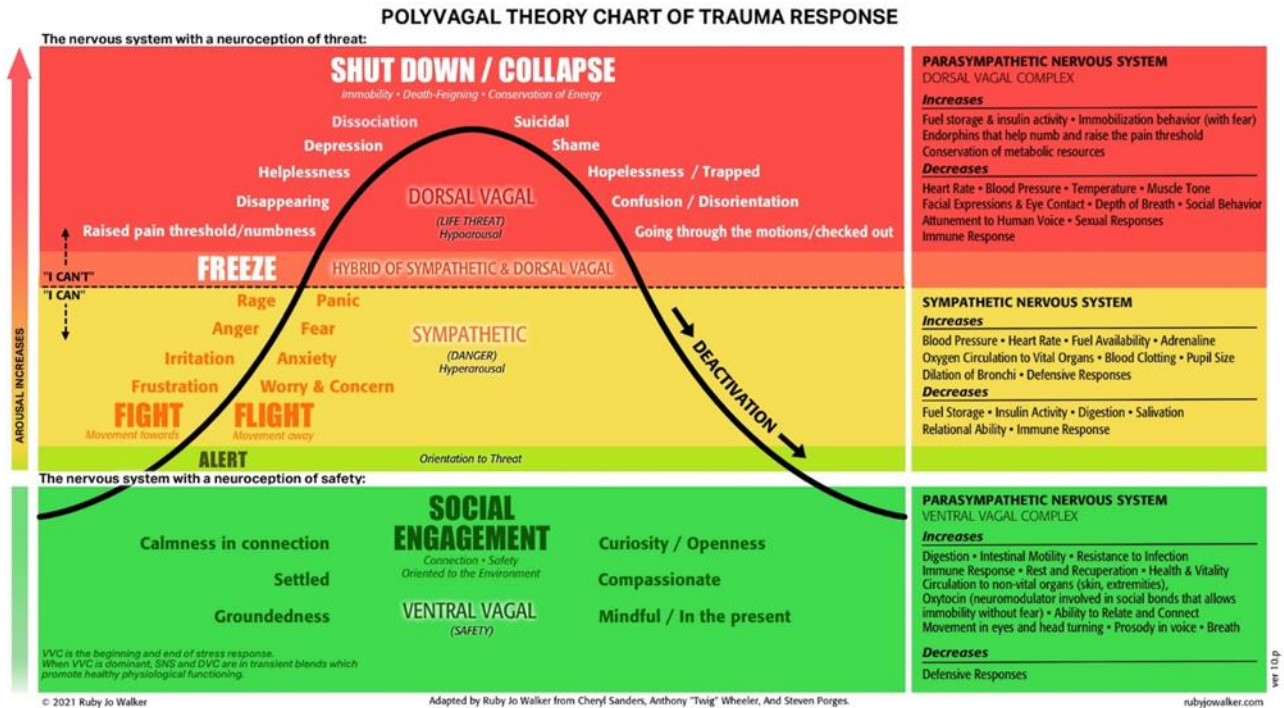 POLYVAGAL THEORY CHART OF TRAUMA RESPONSE
The nervous system with a neuroception of threat:
SHUT DOWN / COLLAPSE
Immobility • Death-Feigning • Conservation of Energy
Dissociation
Suicidal
Depression
Shame
Helplessness
Hopelessness / Trapped
Disappearing
DORSAL VAGAL
Confusion / Disorientation
(LIFE THREAT)
Hypoarousal
Raised pain threshold/numbness
Going through the motions/checked out
FREEZE
HYBRID OF SYMPATHETIC & DORSAL VAGAL
"I CAN'T"
"I CAN"
Rage
Panic
Anger
Fear
SYMPATHETIC
(DANGER)
Hyperarousal
Irritation
Anxiety
Frustration
Worry & Concern
FIGHT
Movement towards
FLIGHT
Movement away
DEACTIVATION
ALERT
Orientation to Threat
AROUSAL INCREASES
The nervous system with a neuroception of safety:
SOCIAL
ENGAGEMENT
Connection • Safety
Oriented to the Environment
Calmness in connection
Curiosity / Openness
Settled
Compassionate
Groundedness
VENTRAL VAGAL
(SAFETY)
Mindful / In the present
VVC is the beginning and end of stress response.
When VVC is dominant, SNS and DVC are in transient blends which
promote healthy physiological functioning.
PARASYMPATHETIC NERVOUS SYSTEM
DORSAL VAGAL COMPLEX
Increases
Fuel storage & insulin activity • Immobilization behavior (with fear)
Endorphins that help numb and raise the pain threshold
Conservation of metabolic resources
Decreases
Heart Rate • Blood Pressure • Temperature • Muscle Tone
Facial Expressions & Eye Contact • Depth of Breath • Social Behavior
Attunement to Human Voice • Sexual Responses
Immune Response
SYMPATHETIC NERVOUS SYSTEM
Increases
Blood Pressure • Heart Rate • Fuel Availability • Adrenaline
Oxygen Circulation to Vital Organs • Blood Clotting • Pupil Size
Dilation of Bronchi • Defensive Responses
Decreases
Fuel Storage • Insulin Activity • Digestion • Salivation
Relational Ability • Immune Response
PARASYMPATHETIC NERVOUS SYSTEM
VENTRAL VAGAL COMPLEX
Increases
Digestion • Intestinal Motility • Resistance to Infection
Immune Response • Rest and Recuperation • Health & Vitality
Circulation to non-vital organs (skin, extremities),
Oxytocin (neuromodulator involved in social bonds that allows
immobility without fear) • Ability to Relate and Connect
Movement in eyes and head turning • Prosody in voice • Breath
Decreases
Defensive Responses
ver 10.p
© 2021 Ruby Jo Walker
Adapted by Ruby Jo Walker from Cheryl Sanders, Anthony "Twig" Wheeler, And Steven Porges.
rubyjowalker.com